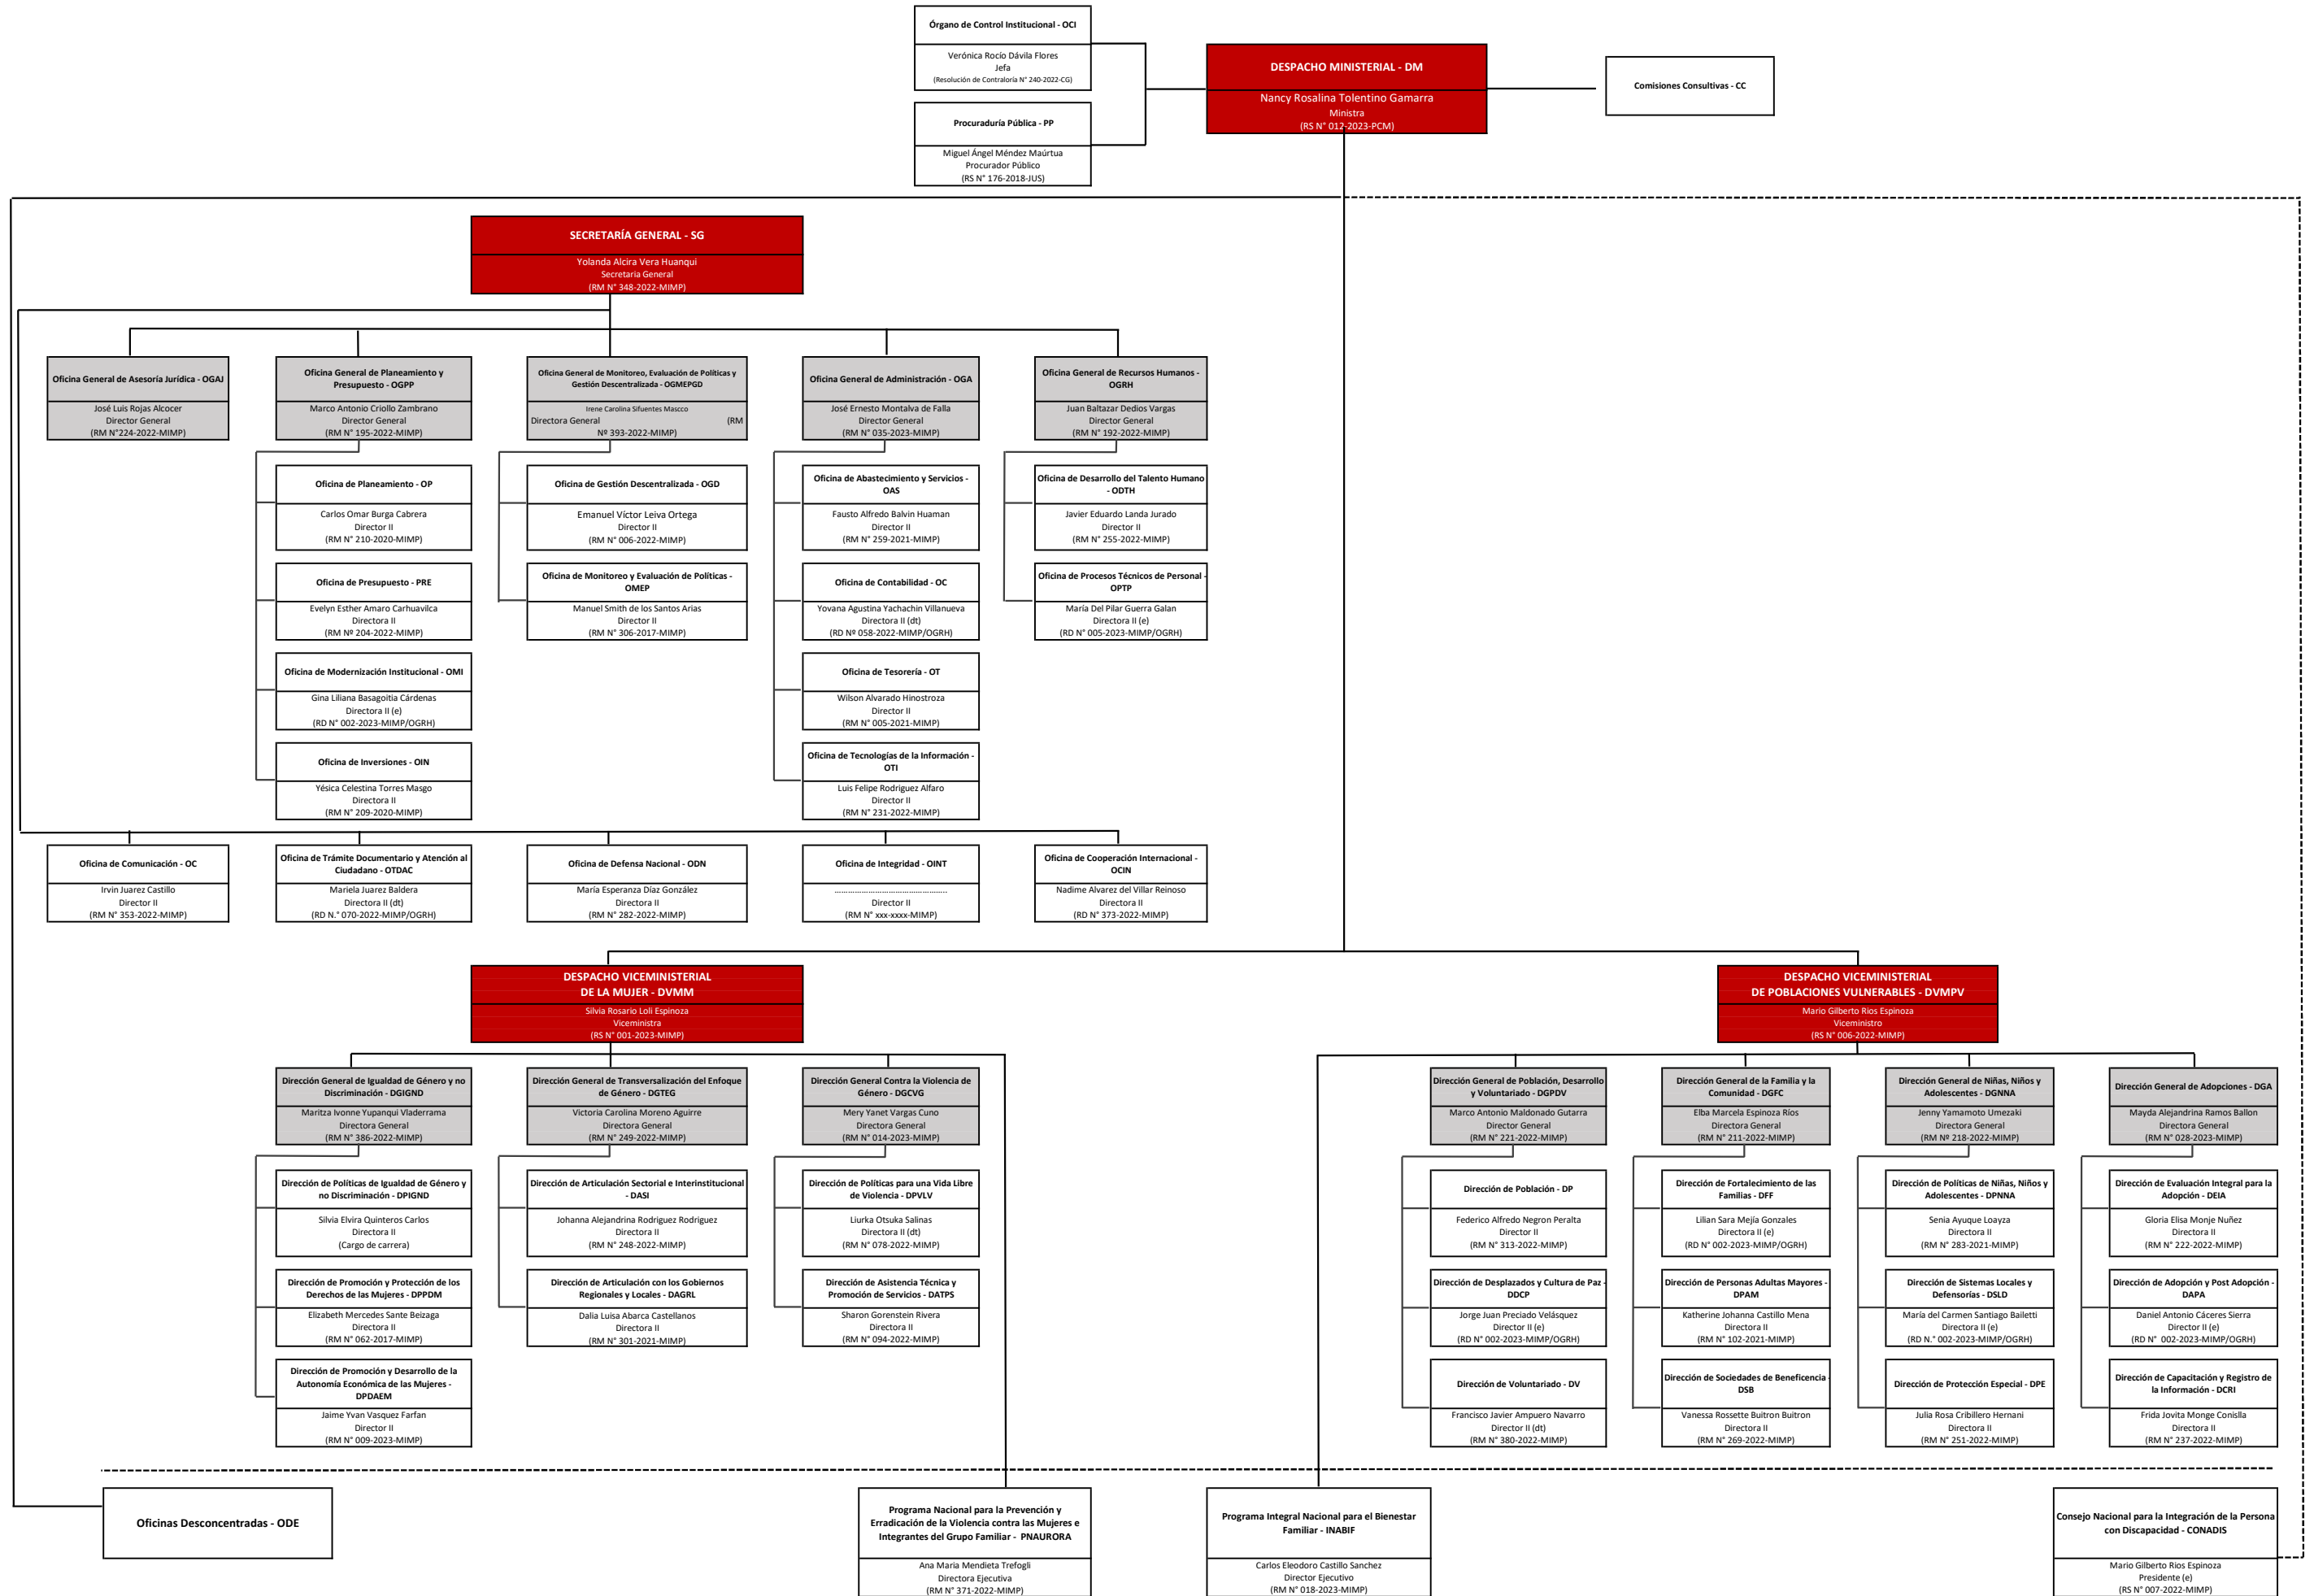 Órgano de Control Institucional - OCI
Verónica Rocío Dávila Flores
Jefa
(Resolución de Contraloría N° 240-2022-CG)
DESPACHO MINISTERIAL - DM
Nancy Rosalina Tolentino Gamarra
Ministra
(RS N° 012-2023-PCM)
Comisiones Consultivas - CC
Procuraduría Pública - PP
Miguel Ángel Méndez Maúrtua
Procurador Público
(RS N° 176-2018-JUS)
SECRETARÍA GENERAL - SG
Yolanda Alcira Vera Huanqui
Secretaria General
(RM N° 348-2022-MIMP)
Oficina General de Asesoría Jurídica - OGAJ
José Luis Rojas Alcocer
Director General
(RM N°224-2022-MIMP)
Oficina General de Planeamiento y
Presupuesto - OGPP
Marco Antonio Criollo Zambrano
Director General
(RM N° 195-2022-MIMP)
Oficina General de Monitoreo, Evaluación de Políticas y
Gestión Descentralizada - OGMEPGD
Irene Carolina Sifuentes Mascco
Directora General (RM
Nº 393-2022-MIMP)
Oficina General de Administración - OGA
José Ernesto Montalva de Falla
Director General
(RM N° 035-2023-MIMP)
Oficina General de Recursos Humanos -
OGRH
Juan Baltazar Dedios Vargas
Director General
(RM N° 192-2022-MIMP)
Oficina de Planeamiento - OP
Carlos Omar Burga Cabrera
Director II
(RM N° 210-2020-MIMP)
Oficina de Gestión Descentralizada - OGD
Emanuel Víctor Leiva Ortega
Director II
(RM N° 006-2022-MIMP)
Oficina de Abastecimiento y Servicios -
OAS
Fausto Alfredo Balvin Huaman
Director II
(RM N° 259-2021-MIMP)
Oficina de Desarrollo del Talento Humano
- ODTH
Javier Eduardo Landa Jurado
Director II
(RM N° 255-2022-MIMP)
Oficina de Presupuesto - PRE
Evelyn Esther Amaro Carhuavilca
Directora II
(RM Nº 204-2022-MIMP)
Oficina de Monitoreo y Evaluación de Políticas -
OMEP
Manuel Smith de los Santos Arias
Director II
(RM N° 306-2017-MIMP)
Oficina de Contabilidad - OC
Yovana Agustina Yachachin Villanueva
Directora II (dt)
(RD Nº 058-2022-MIMP/OGRH)
Oficina de Procesos Técnicos de Personal -
OPTP
María Del Pilar Guerra Galan
Directora II (e)
(RD N° 005-2023-MIMP/OGRH)
Oficina de Modernización Institucional - OMI
Gina Liliana Basagoitia Cárdenas
Directora II (e)
(RD N° 002-2023-MIMP/OGRH)
Oficina de Tesorería - OT
Wilson Alvarado Hinostroza
Director II
(RM N° 005-2021-MIMP)
Oficina de Inversiones - OIN
Yésica Celestina Torres Masgo
Directora II
(RM N° 209-2020-MIMP)
Oficina de Tecnologías de la Información -
OTI
Luis Felipe Rodriguez Alfaro
Director II
(RM N° 231-2022-MIMP)
Oficina de Comunicación - OC
Irvin Juarez Castillo
Director II
(RM N° 353-2022-MIMP)
Oficina de Trámite Documentario y Atención al
Ciudadano - OTDAC
Mariela Juarez Baldera
Directora II (dt)
(RD N.° 070-2022-MIMP/OGRH)
Oficina de Defensa Nacional - ODN
María Esperanza Díaz González
Directora II
(RM N° 282-2022-MIMP)
Oficina de Integridad - OINT
…………………………………………..
Director II
(RM N° xxx-xxxx-MIMP)
Oficina de Cooperación Internacional -
OCIN
Nadime Alvarez del Villar Reinoso
Directora II
(RD N° 373-2022-MIMP)
DESPACHO VICEMINISTERIAL
DE LA MUJER - DVMM
Silvia Rosario Loli Espinoza
Viceministra
(RS N° 001-2023-MIMP)
DESPACHO VICEMINISTERIAL
DE POBLACIONES VULNERABLES - DVMPV
Mario Gilberto Rios Espinoza
Viceministro
(RS N° 006-2022-MIMP)
Dirección General de Igualdad de Género y no
Discriminación - DGIGND
Maritza Ivonne Yupanqui Vladerrama
Directora General
(RM N° 386-2022-MIMP)
Dirección General de Transversalización del Enfoque
de Género - DGTEG
Victoria Carolina Moreno Aguirre
Directora General
(RM N° 249-2022-MIMP)
Dirección General Contra la Violencia de
Género - DGCVG
Mery Yanet Vargas Cuno
Directora General
(RM N° 014-2023-MIMP)
Dirección General de Población, Desarrollo
y Voluntariado - DGPDV
Marco Antonio Maldonado Gutarra
Director General
(RM N° 221-2022-MIMP)
Dirección General de la Familia y la
Comunidad - DGFC
Elba Marcela Espinoza Ríos
Directora General
(RM N° 211-2022-MIMP)
Dirección General de Niñas, Niños y
Adolescentes - DGNNA
Jenny Yamamoto Umezaki
Directora General
(RM Nº 218-2022-MIMP)
Dirección General de Adopciones - DGA
Mayda Alejandrina Ramos Ballon
Directora General
(RM N° 028-2023-MIMP)
Dirección de Políticas de Igualdad de Género y
no Discriminación - DPIGND
Silvia Elvira Quinteros Carlos
Directora II
(Cargo de carrera)
Dirección de Articulación Sectorial e Interinstitucional
- DASI
Johanna Alejandrina Rodriguez Rodriguez
Directora II
(RM N° 248-2022-MIMP)
Dirección de Políticas para una Vida Libre
de Violencia - DPVLV
Liurka Otsuka Salinas
Directora II (dt)
(RM N° 078-2022-MIMP)
Dirección de Población - DP
Federico Alfredo Negron Peralta
Director II
(RM N° 313-2022-MIMP)
Dirección de Fortalecimiento de las
Familias - DFF
Lilian Sara Mejía Gonzales
Directora II (e)
(RD N° 002-2023-MIMP/OGRH)
Dirección de Políticas de Niñas, Niños y
Adolescentes - DPNNA
Senia Ayuque Loayza
Directora II
(RM N° 283-2021-MIMP)
Dirección de Evaluación Integral para la
Adopción - DEIA
Gloria Elisa Monje Nuñez
Directora II
(RM N° 222-2022-MIMP)
Dirección de Promoción y Protección de los
Derechos de las Mujeres - DPPDM
Elizabeth Mercedes Sante Beizaga
Directora II
(RM N° 062-2017-MIMP)
Dirección de Articulación con los Gobiernos
Regionales y Locales - DAGRL
Dalia Luisa Abarca Castellanos
Directora II
(RM N° 301-2021-MIMP)
Dirección de Asistencia Técnica y
Promoción de Servicios - DATPS
Sharon Gorenstein Rivera
Directora II
(RM N° 094-2022-MIMP)
Dirección de Desplazados y Cultura de Paz -
DDCP
Jorge Juan Preciado Velásquez
Director II (e)
(RD N° 002-2023-MIMP/OGRH)
Dirección de Personas Adultas Mayores -
DPAM
Katherine Johanna Castillo Mena
Directora II
(RM N° 102-2021-MIMP)
Dirección de Sistemas Locales y
Defensorías - DSLD
María del Carmen Santiago Bailetti
Directora II (e)
(RD N.° 002-2023-MIMP/OGRH)
Dirección de Adopción y Post Adopción -
DAPA
Daniel Antonio Cáceres Sierra
Director II (e)
(RD N° 002-2023-MIMP/OGRH)
Dirección de Promoción y Desarrollo de la
Autonomía Económica de las Mujeres -
DPDAEM
Jaime Yvan Vasquez Farfan
Director II
(RM N° 009-2023-MIMP)
Dirección de Voluntariado - DV
Francisco Javier Ampuero Navarro
Director II (dt)
(RM N° 380-2022-MIMP)
Dirección de Sociedades de Beneficencia -
DSB
Vanessa Rossette Buitron Buitron
Directora II
(RM N° 269-2022-MIMP)
Dirección de Protección Especial - DPE
Julia Rosa Cribillero Hernani
Directora II
(RM N° 251-2022-MIMP)
Dirección de Capacitación y Registro de
la Información - DCRI
Frida Jovita Monge Conislla
Directora II
(RM N° 237-2022-MIMP)
Oficinas Desconcentradas - ODE
Programa Nacional para la Prevención y
Erradicación de la Violencia contra las Mujeres e
Integrantes del Grupo Familiar - PNAURORA
Ana Maria Mendieta Trefogli
Directora Ejecutiva
(RM N° 371-2022-MIMP)
Programa Integral Nacional para el Bienestar
Familiar - INABIF
Carlos Eleodoro Castillo Sanchez
Director Ejecutivo
(RM N° 018-2023-MIMP)
Consejo Nacional para la Integración de la Persona
con Discapacidad - CONADIS
Mario Gilberto Rios Espinoza
Presidente (e)
(RS N° 007-2022-MIMP)